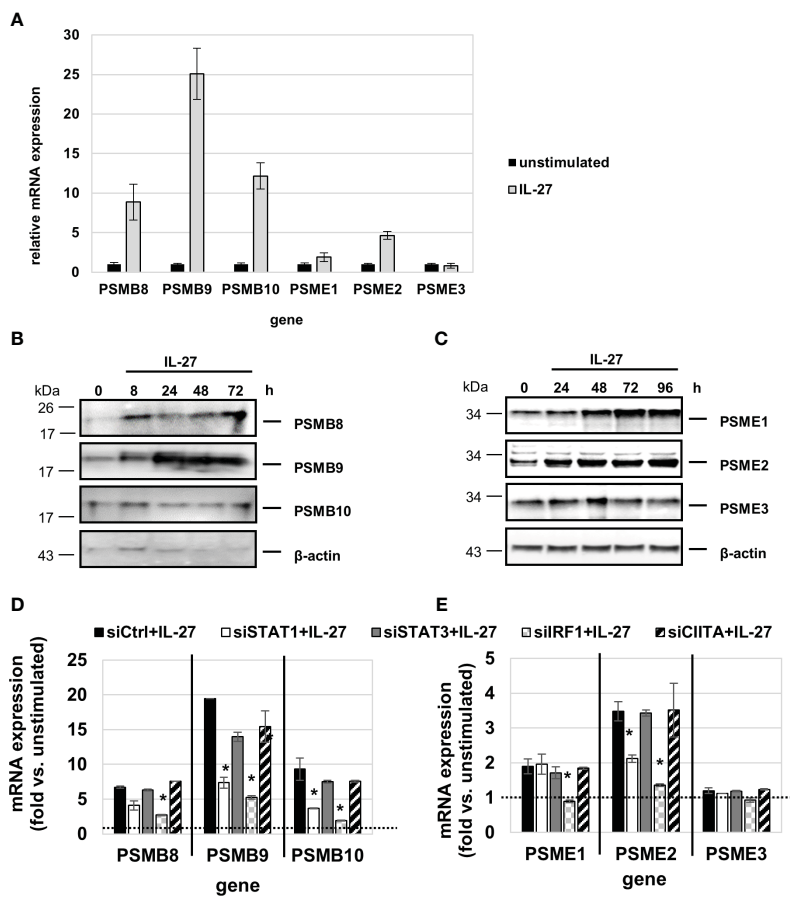 A
30
25
20
15
10
5
0
relative mRNA expression
PSMB8 PSMB9 PSMB10 PSME1 PSME2 PSME3
gene
unstimulated
IL-27
B
IL-27
kDa 0 8 24 48 72 h
26
17
PSMB8
17
PSMB9
17
PSMB10
43
β-actin
C
IL-27
kDa 0 24 48 72 96 h
34
PSME1
34
PSME2
34
PSME3
43
β-actin
D
siCtrl+IL-27 siSTAT1+IL-27 siSTAT3+IL-27 siIRF1+IL-27 siCIITA+IL-27
mRNA expression
(fold vs. unstimulated)
25
20
15
10
5
0
* * * * * *
PSMB8 PSMB9 PSMB10
gene
E
mRNA expression
(fold vs. unstimulated)
5
4
3
2
1
0
* * *
PSME1 PSME2 PSME3
gene